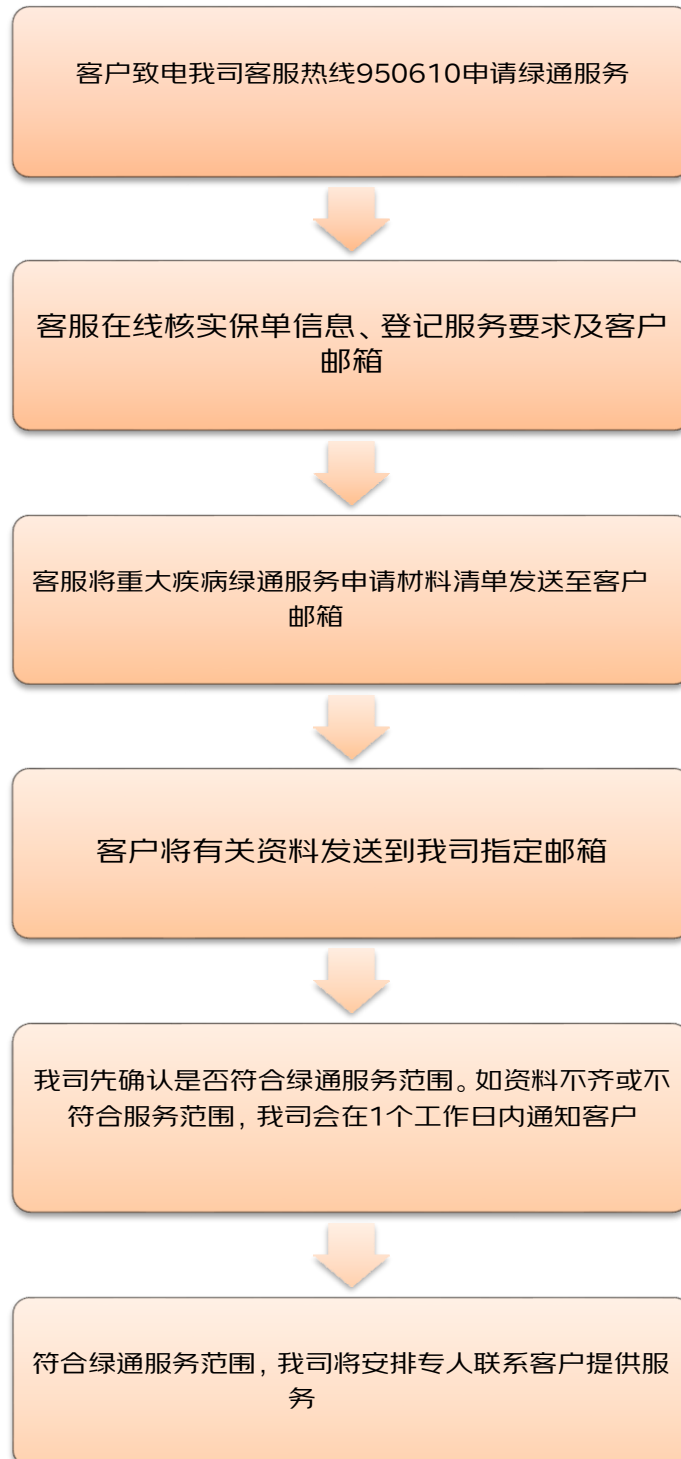 客户致电我司客服热线950610申请绿通服务
客服在线核实保单信息、登记服务要求及客户
邮箱
客服将重大疾病绿通服务申请材料清单发送至客户
邮箱
客户将有关资料发送到我司指定邮箱
我司先确认是否符合绿通服务范围。如资料不齐或不
符合服务范围，我司会在1个工作日内通知客户
符合绿通服务范围，我司将安排专人联系客户提供服
务